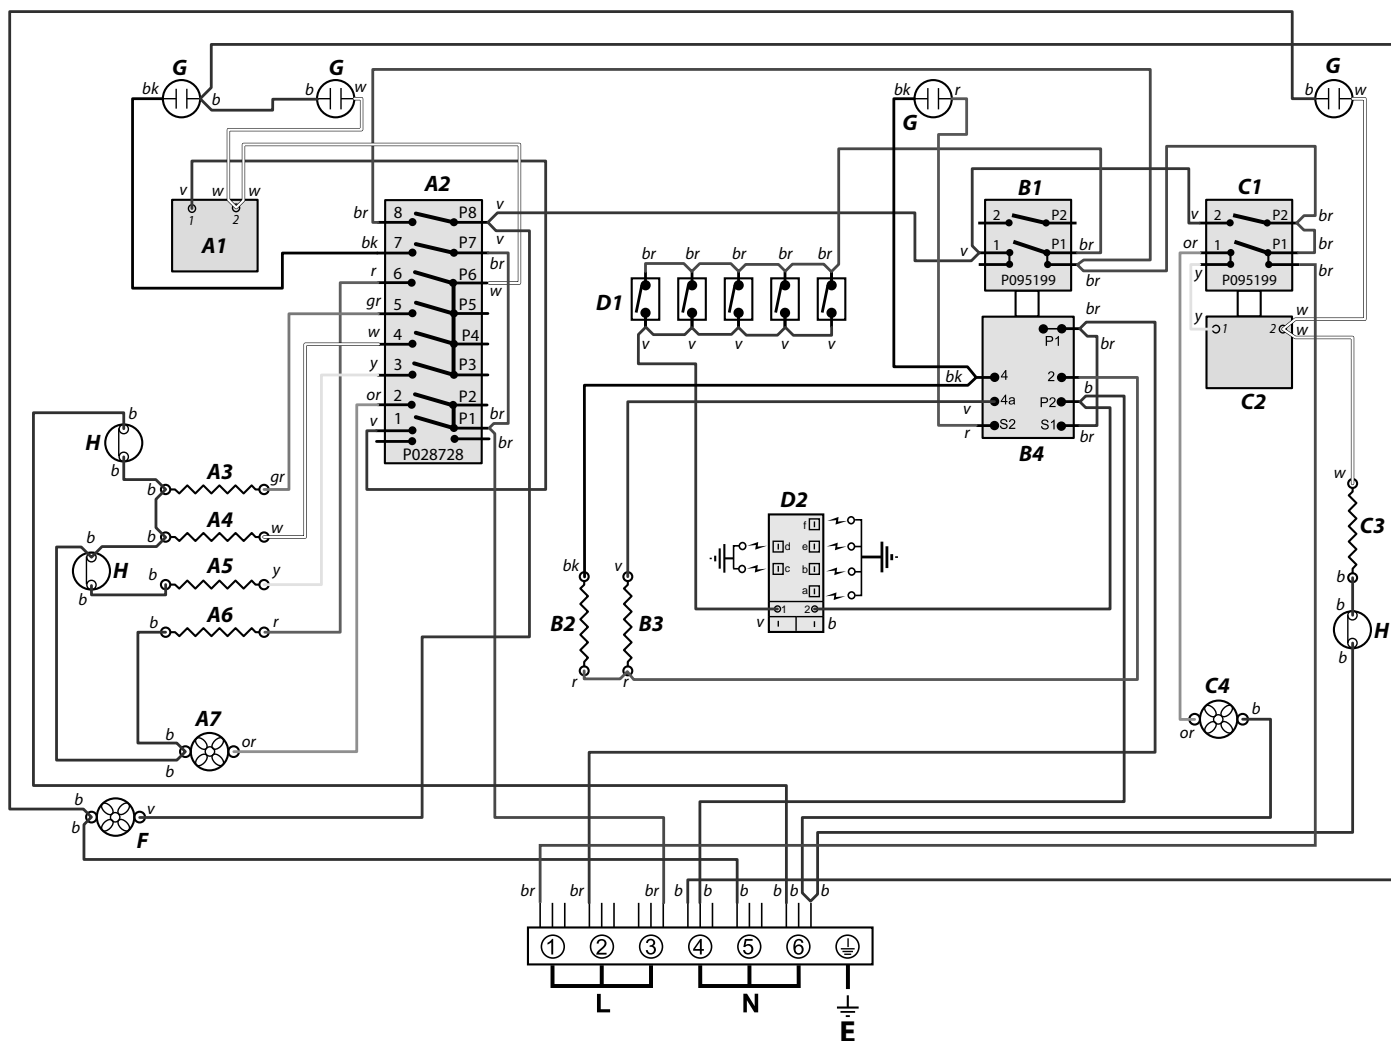 G
G
G
G
bk
b
b
w
bk
r
b
w
v
w
w
1
2
A1
A2
br
8
P8
v
v
bk
7
P7
br
r
6
P6
w
gr
5
P5
w
4
P4
y
3
P3
or
2
P2
br
v
1
P1
br
P028728
B1
2
P2
v
1
P1
br
br
P095199
C1
v
2
P2
br
or
1
P1
br
y
br
P095199
y
1
2
w
w
C2
D1
br
br
br
br
br
v
v
v
v
v
br
P1
br
bk
4
2
b
v
4a
P2
r
S2
S1
br
B4
b
H
b
A3
b
gr
A4
b
w
b
H
b
A5
b
y
A6
b
r
A7
b
or
b
b
v
b
F
D2
f
d
e
c
b
a
1
2
v
b
bk
v
B2
B3
r
r
w
C3
b
H
b
C4
b
or
br
br
br
b
b
b
b
b
b
1
2
3
4
5
6
L
N
E